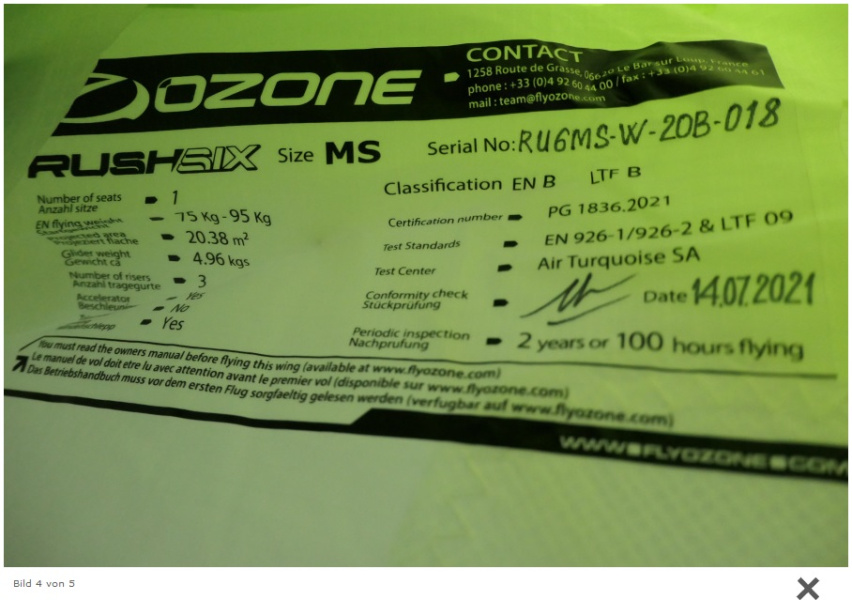 OZONE
CONTACT
1258 Route de Grasse, 06620 Le Bar sur Loup, France
phone : +33 (0)4 92 60 44 00 / fax : +33 (0)4 92 60 44 61
mail : team@flyozone.com
RUSH SIX Size MS
Serial No: RU6MS-W-20B-018
Classification EN B LTF B
Number of seats
Anzahl sitze
1
EN flying weight
75 Kg - 95 Kg
Projected area
Projeziert flache
20.38 m²
Glider weight
Gewicht ca
4.96 kgs
Number of risers
Anzahl tragegurte
3
Accelerator
Yes
No
Yes
Certification number PG 1836.2021
Test Standards EN 926-1/926-2 & LTF 09
Test Center Air Turquoise SA
Conformity check
Stückprüfung
Date 14.07.2021
Periodic inspection
Nachprufung
2 years or 100 hours flying
You must read the owners manual before flying this wing (available at www.flyozone.com)
Le manuel de vol doit etre lu avec attention avant le premier vol (disponible sur www.flyozone.com)
Das Betriebshandbuch muss vor dem ersten Flug sorgfaeltig gelesen werden (verfugbar auf www.flyozone.com)
WWW.FLYOZONE.COM
Bild 4 von 5